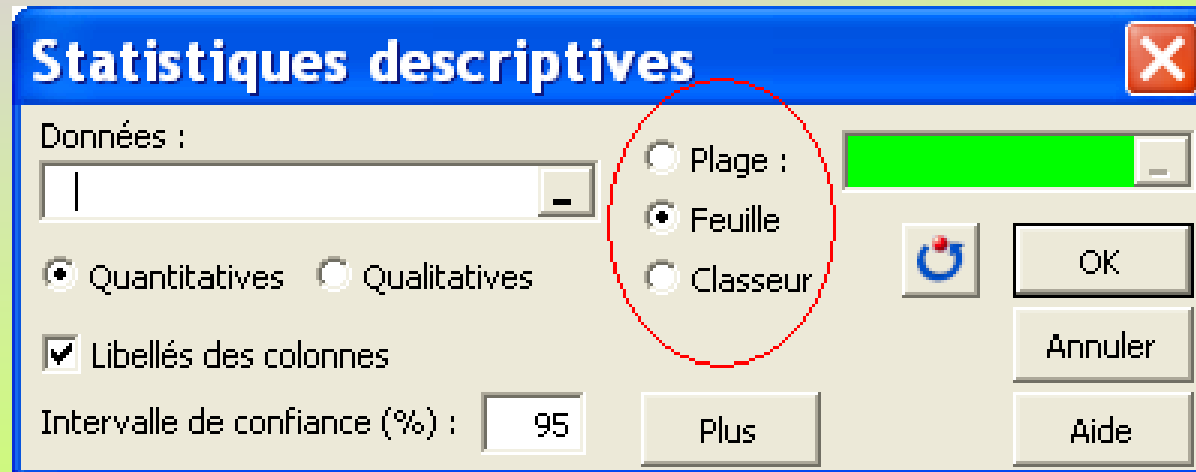 Statistiques descriptives
Données :
Plage :
Feuille
Classeur
Quantitatives Qualitatives
Libellés des colonnes
Intervalle de confiance (%) : 95
Plus
OK
Annuler
Aide